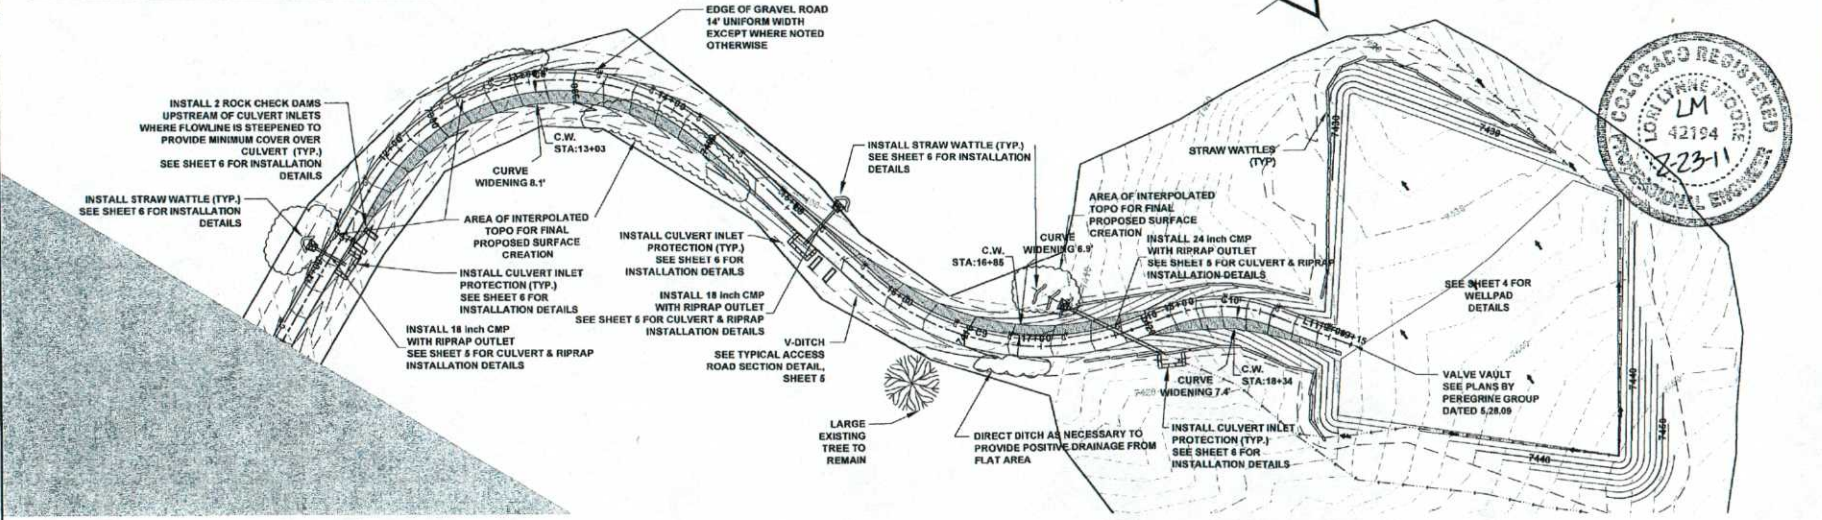 EDGE OF GRAVEL ROAD
14' UNIFORM WIDTH
EXCEPT WHERE NOTED
OTHERWISE
INSTALL 2 ROCK CHECK DAMS
UPSTREAM OF CULVERT INLETS
WHERE FLOWLINE IS STEEPENED TO
PROVIDE MINIMUM COVER OVER
CULVERT (TYP.)
SEE SHEET 6 FOR INSTALLATION
DETAILS
INSTALL STRAW WATTLE (TYP.)
SEE SHEET 6 FOR INSTALLATION
DETAILS
C.W.
STA:13+03
CURVE
WIDENING 8.1'
14+00
AREA OF INTERPOLATED
TOPO FOR FINAL
PROPOSED SURFACE
CREATION
INSTALL CULVERT INLET
PROTECTION (TYP.)
SEE SHEET 6 FOR
INSTALLATION DETAILS
INSTALL 18 inch CMP
WITH RIPRAP OUTLET
SEE SHEET 5 FOR CULVERT & RIPRAP
INSTALLATION DETAILS
INSTALL CULVERT INLET
PROTECTION (TYP.)
SEE SHEET 6 FOR
INSTALLATION DETAILS
INSTALL 18 inch CMP
WITH RIPRAP OUTLET
SEE SHEET 5 FOR CULVERT & RIPRAP
INSTALLATION DETAILS
V-DITCH
SEE TYPICAL ACCESS
ROAD SECTION DETAIL,
SHEET 5
INSTALL STRAW WATTLE (TYP.)
SEE SHEET 6 FOR INSTALLATION
DETAILS
16+00
C.W.
STA:16+85
CURVE
WIDENING 6.9'
17+00
AREA OF INTERPOLATED
TOPO FOR FINAL
PROPOSED SURFACE
CREATION
INSTALL 24 inch CMP
WITH RIPRAP OUTLET
SEE SHEET 5 FOR CULVERT & RIPRAP
INSTALLATION DETAILS
STRAW WATTLES
(TYP)
7430
7430
C10
LARGE
EXISTING
TREE TO
REMAIN
DIRECT DITCH AS NECESSARY TO
PROVIDE POSITIVE DRAINAGE FROM
FLAT AREA
CURVE
WIDENING 7.4'
C.W.
STA:18+34
INSTALL CULVERT INLET
PROTECTION (TYP.)
SEE SHEET 6 FOR
INSTALLATION DETAILS
SEE SHEET 4 FOR
WELLPAD
DETAILS
VALVE VAULT
SEE PLANS BY
PEREGRINE GROUP
DATED 5.28.09
7440
7440
7450
COLORADO REGISTERED
PROFESSIONAL ENGINEER
LORI LYNNE MOORE
LM
42194
2-23-11